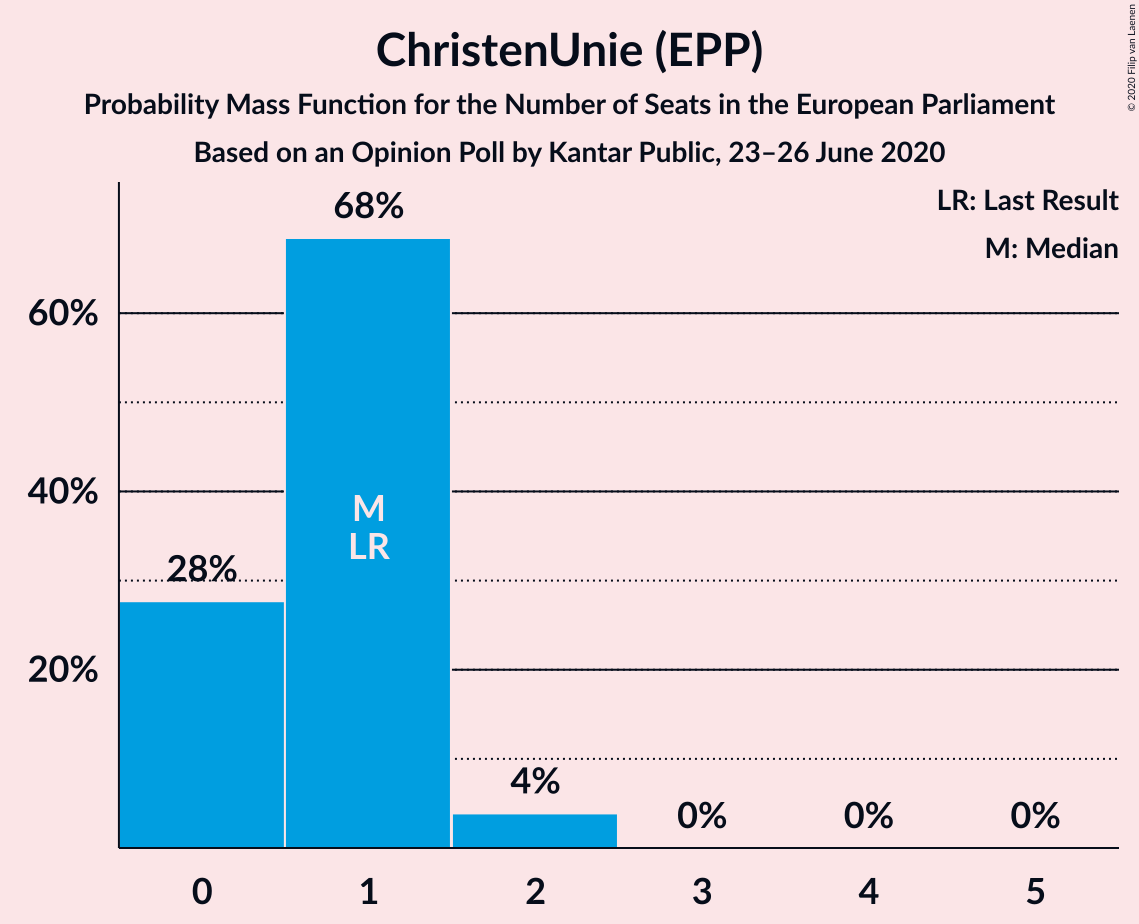 ChristenUnie (EPP)
Probability Mass Function for the Number of Seats in the European Parliament
Based on an Opinion Poll by Kantar Public, 23–26 June 2020
© 2020 Filip van Laenen
LR: Last Result
M: Median
68%
60%
40%
M
LR
28%
20%
4%
0%
0%
0%
0
1
2
3
4
5